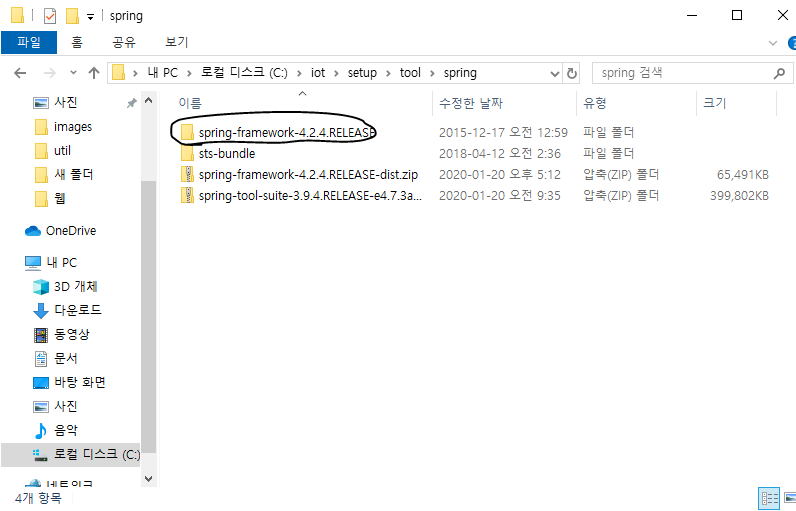 spring
파일 홈 공유 보기
내 PC 로컬 디스크 (C:) iot setup tool spring spring 검색
사진
images
util
새 폴더
웹
OneDrive
내 PC
3D 개체
다운로드
동영상
문서
바탕 화면
사진
음악
로컬 디스크 (C:)
네트워크
이름 수정한 날짜 유형 크기
spring-framework-4.2.4.RELEASE 2015-12-17 오전 12:59 파일 폴더
sts-bundle 2018-04-12 오전 2:36 파일 폴더
spring-framework-4.2.4.RELEASE-dist.zip 2020-01-20 오후 5:12 압축(ZIP) 폴더 65,491KB
spring-tool-suite-3.9.4.RELEASE-e4.7.3a... 2020-01-20 오전 9:35 압축(ZIP) 폴더 399,802KB
4개 항목